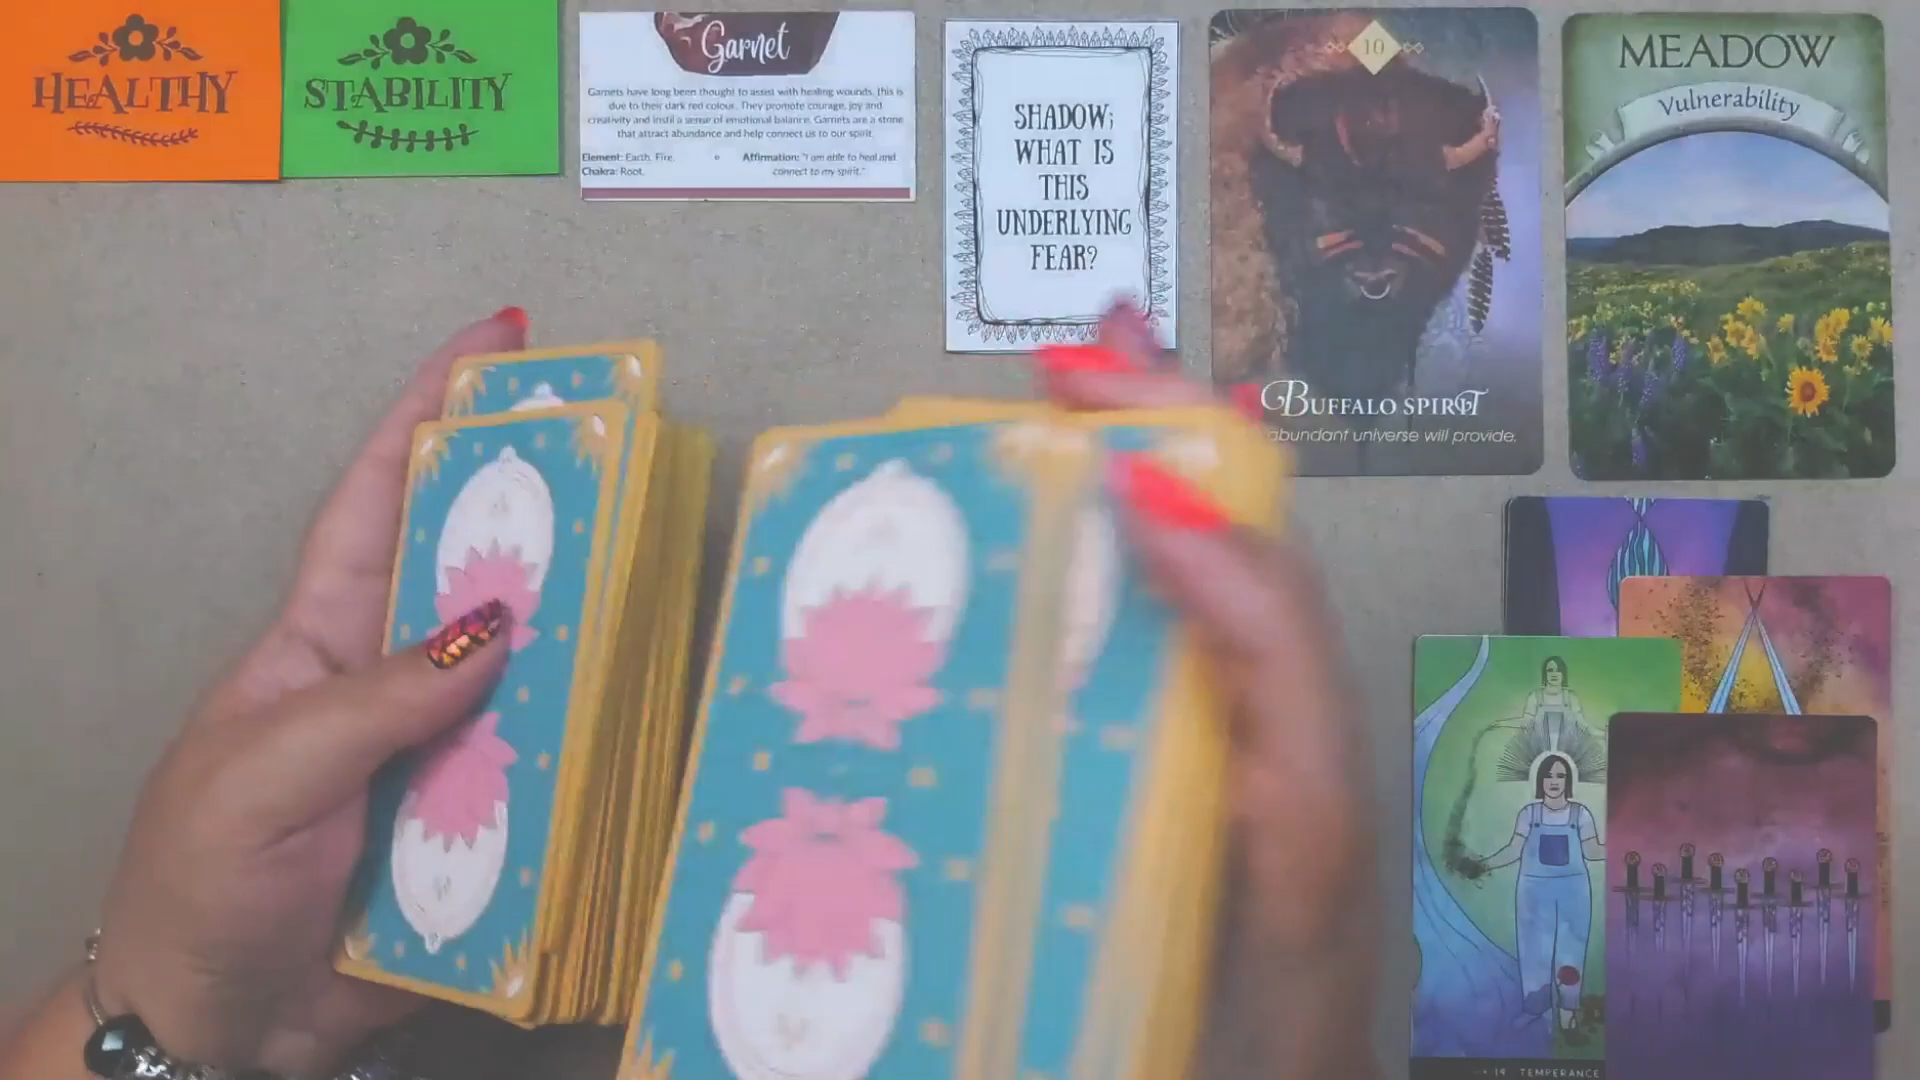 HEALTHY
STABILITY
Garnet
Garnets have long been thought to assist with healing wounds, this is
due to their dark red colour. They promote courage, joy and
creativity and instil a sense of emotional balance. Garnets are a stone
that attract abundance and help connect us to our spirit.
Element: Earth, Fire.
Chakra: Root.
Affirmation: "I am able to heal and
connect to my spirit."
SHADOW;
WHAT IS
THIS
UNDERLYING
FEAR?
10
BUFFALO SPIRIT
abundant universe will provide.
MEADOW
Vulnerability
14 TEMPERANCE